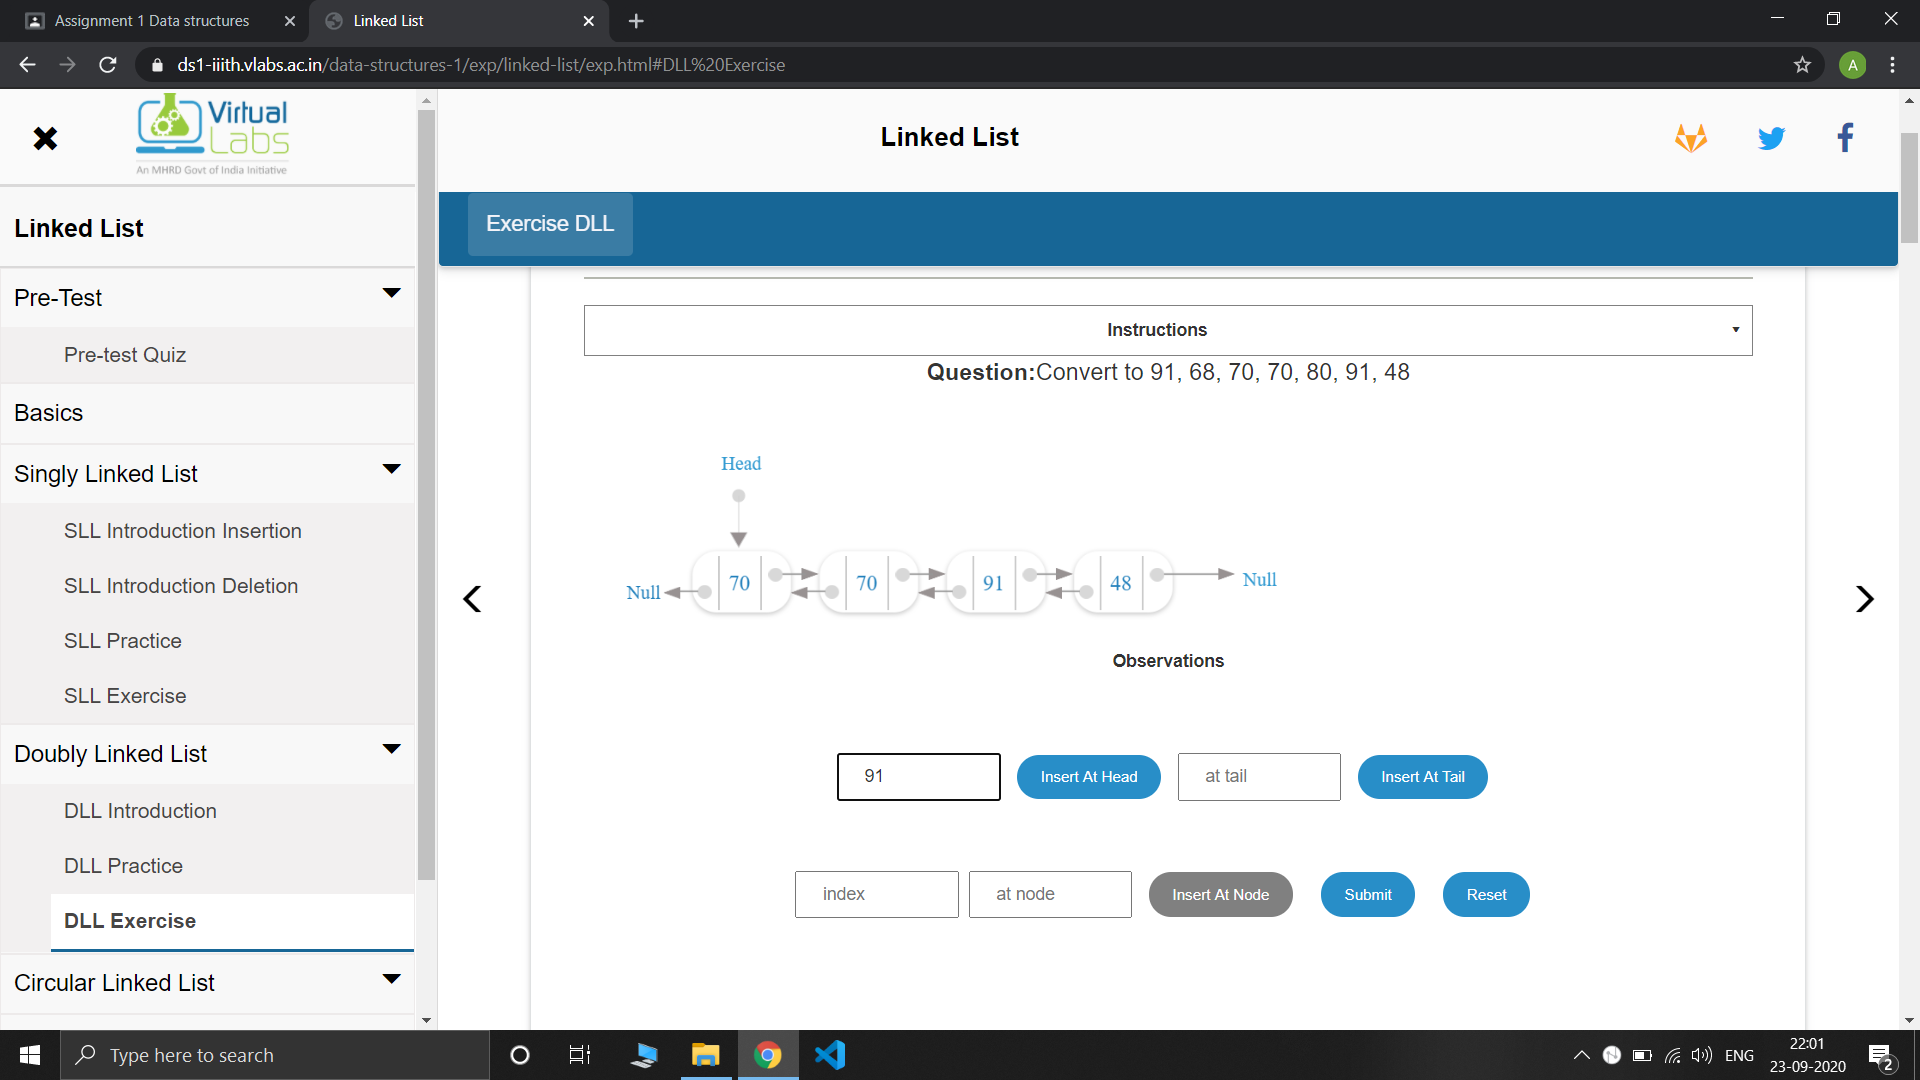 Assignment 1 Data structures
Linked List
ds1-iiith.vlabs.ac.in/data-structures-1/exp/linked-list/exp.html#DLL%20Exercise
A
Virtual
Labs
An MHRD Govt of India Initiative
Linked List
Linked List
Exercise DLL
Pre-Test
Pre-test Quiz
Basics
Singly Linked List
SLL Introduction Insertion
SLL Introduction Deletion
SLL Practice
SLL Exercise
Doubly Linked List
DLL Introduction
DLL Practice
DLL Exercise
Circular Linked List
Instructions
Question:Convert to 91, 68, 70, 70, 80, 91, 48
Head
Null 70 70 91 48 Null
Observations
91 Insert At Head at tail Insert At Tail
index at node Insert At Node Submit Reset
Type here to search
ENG
22:01
23-09-2020
2